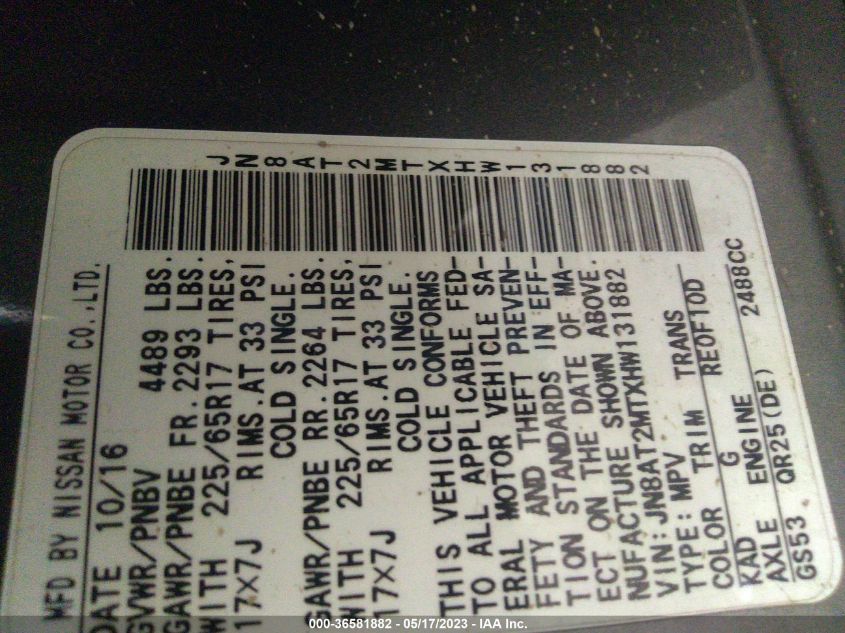 JN8AT2MTXHW131882
MFD BY NISSAN MOTOR CO.,LTD.
DATE 10/16
GVWR/PNBV 4489 LBS.
GAWR/PNBE FR.2293 LBS.
WITH 225/65R17 TIRES,
17X7J RIMS.AT 33 PSI
COLD SINGLE.
GAWR/PNBE RR.2264 LBS.
WITH 225/65R17 TIRES,
17X7J RIMS.AT 33 PSI
COLD SINGLE.
THIS VEHICLE CONFORMS
TO ALL APPLICABLE FED-
ERAL MOTOR VEHICLE SA-
FETY AND THEFT PREVEN-
TION STANDARDS IN EFF-
ECT ON THE DATE OF MA-
NUFACTURE SHOWN ABOVE.
VIN:JN8AT2MTXHW131882
TYPE:MPV
COLOR TRIM TRANS
KAD G RE0F10D
AXLE ENGINE
GS53 QR25(DE) 2488CC
000-36581882 - 05/17/2023 - IAA Inc.